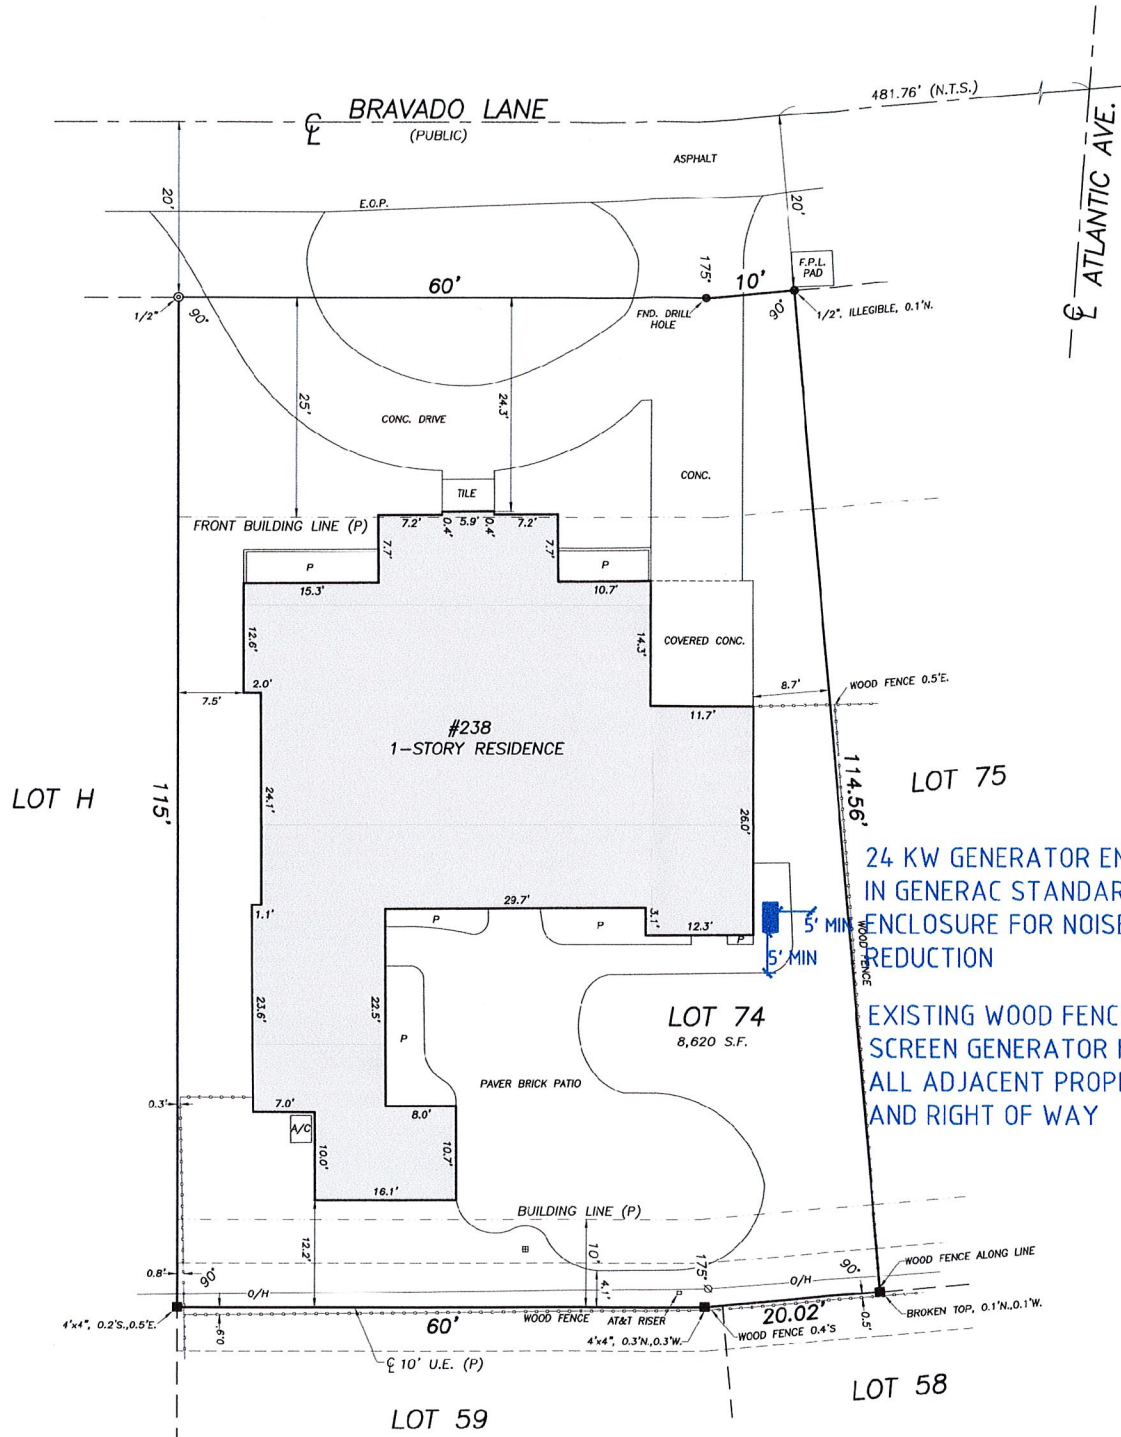 481.76' (N.T.S.)
℄ BRAVADO LANE
(PUBLIC)
℄ ATLANTIC AVE.
ASPHALT
20'
E.O.P.
20'
F.P.L.
PAD
60'
175°
10'
1/2"
90°
FND. DRILL
HOLE
90°
1/2", ILLEGIBLE, 0.1'N.
25'
24.3'
CONC. DRIVE
CONC.
TILE
FRONT BUILDING LINE (P)
7.2'
0.4'
5.9'
0.4'
7.2'
7.7'
7.7'
P
P
15.3'
10.7'
12.6'
14.3'
COVERED CONC.
2.0'
7.5'
8.7'
WOOD FENCE 0.5'E.
11.7'
#238
1-STORY RESIDENCE
LOT H
115'
24.1'
26.0'
114.56'
LOT 75
24 KW GENERATOR EN
IN GENERAC STANDAR
ENCLOSURE FOR NOISE
REDUCTION
1.1'
29.7'
P
P
3.1'
12.3'
P
5' MIN
5' MIN
WOOD FENCE
23.6'
22.5'
P
LOT 74
8,620 S.F.
EXISTING WOOD FENC
SCREEN GENERATOR
ALL ADJACENT PROP
AND RIGHT OF WAY
PAVER BRICK PATIO
0.3'
7.0'
8.0'
A/C
10.0'
10.7'
16.1'
BUILDING LINE (P)
12.2'
10'
175°
90°
WOOD FENCE ALONG LINE
0.8'
90°
4.1'
O/H
O/H
4"x4", 0.2'S.,0.5'E.
0.9'
60'
WOOD FENCE
AT&T RISER
20.02'
0.5'
BROKEN TOP, 0.1'N.,0.1'W.
4"x4", 0.3'N.,0.3'W.
WOOD FENCE 0.4'S
℄ 10' U.E. (P)
LOT 59
LOT 58